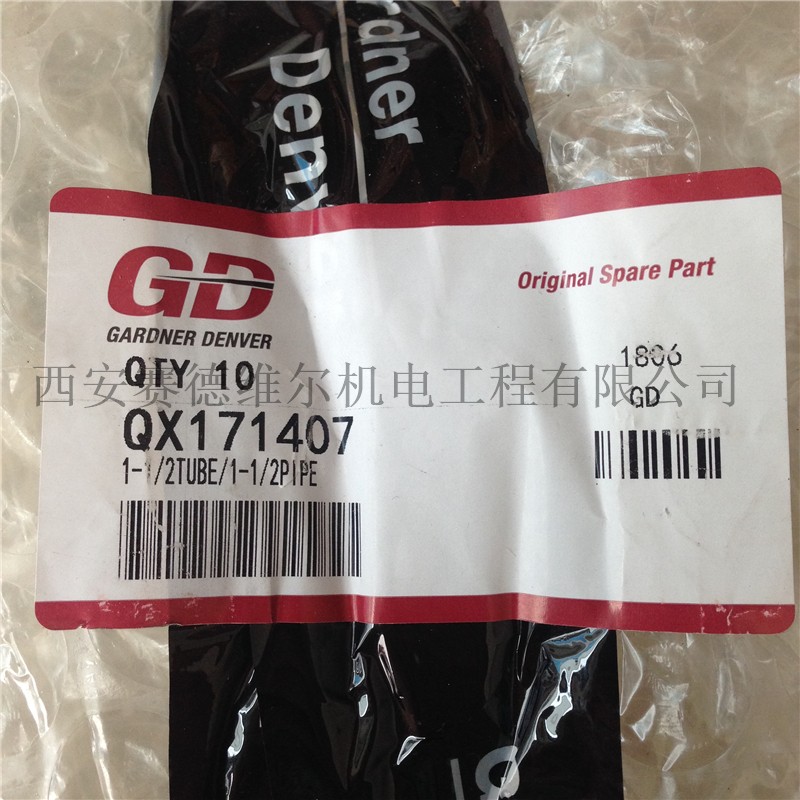 Gardner
Denver
GD
GARDNER DENVER
Original Spare Part
QTY 10
1806
GD
西安赛德维尔机电工程有限公司
QX171407
1-1/2TUBE/1-1/2PIPE